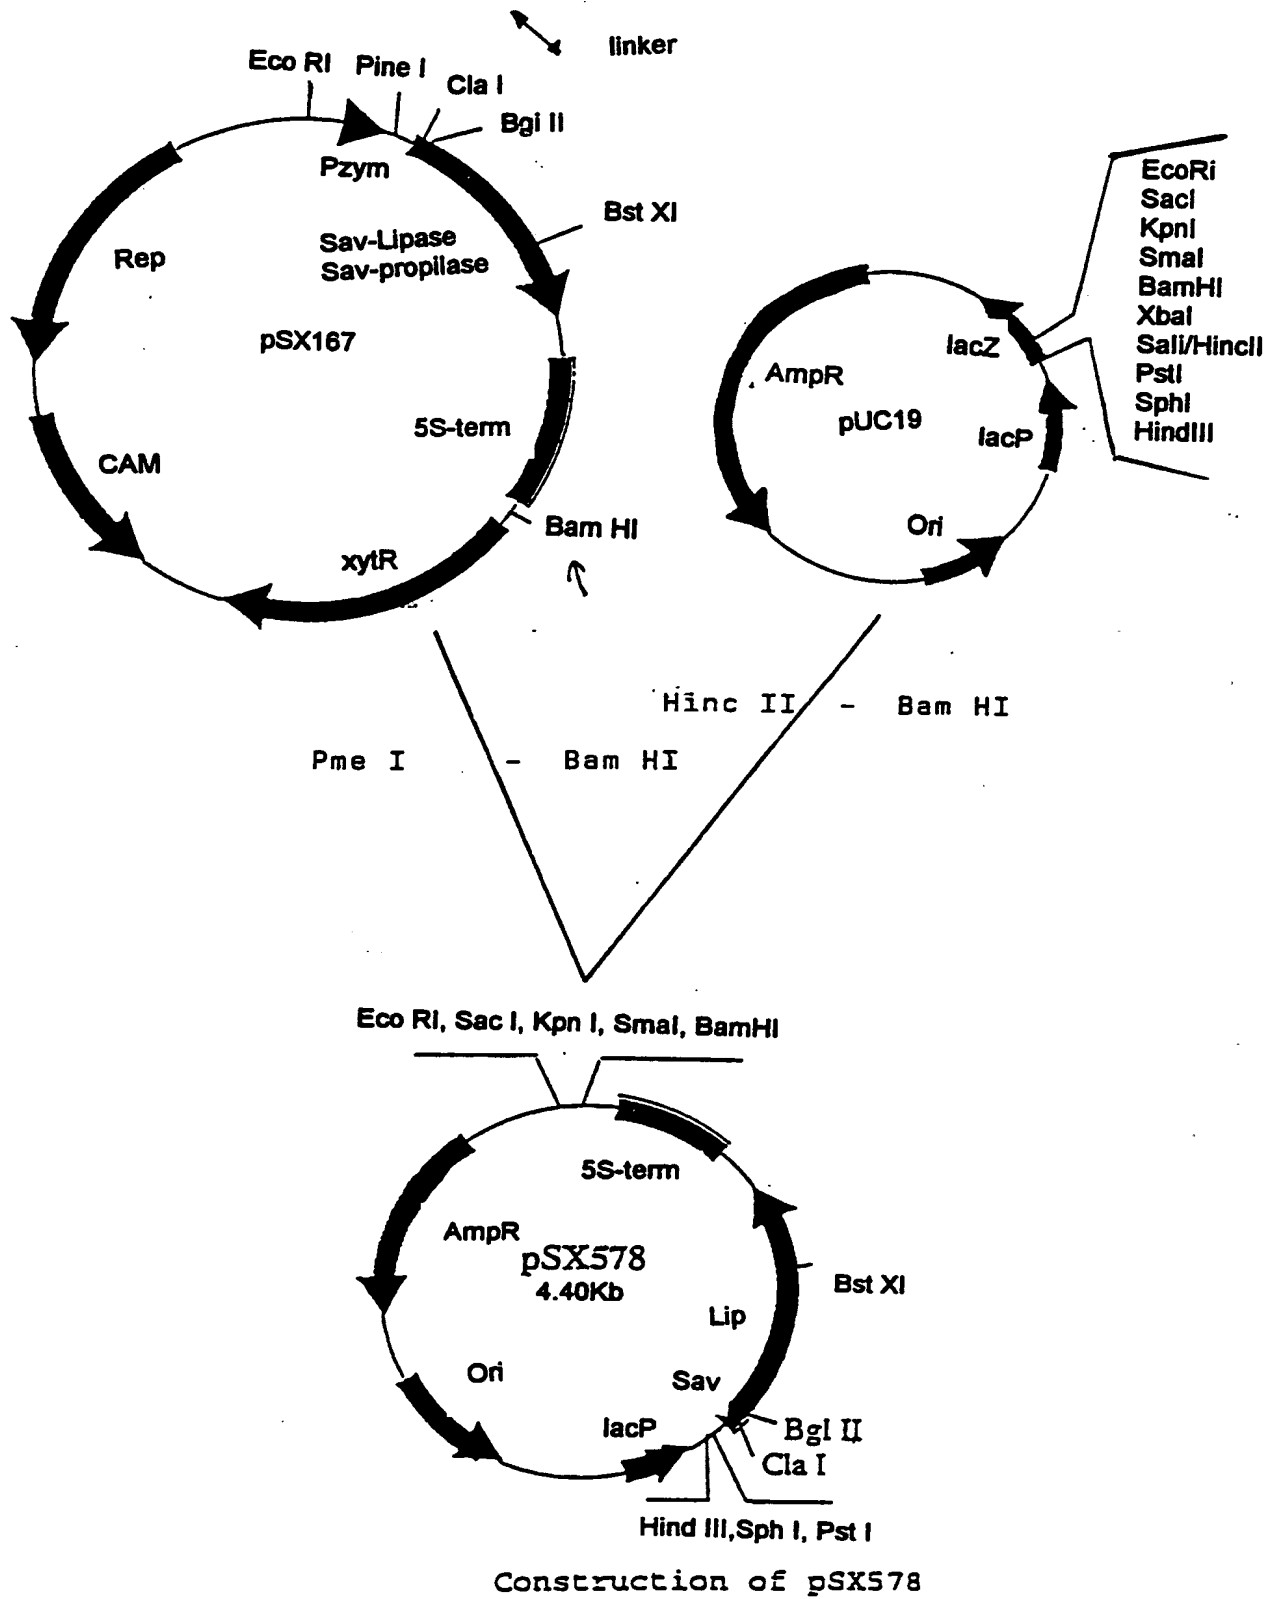 linker
Eco RI
Pine I
Cla I
Bgi II
Pzym
Bst XI
Sav-Lipase
Sav-propilase
Rep
pSX167
5S-term
CAM
Bam HI
xytR
EcoRi
SacI
KpnI
SmaI
BamHI
XbaI
Sali/HincII
PstI
SphI
HindIII
lacZ
AmpR
pUC19
lacP
Ori
Hinc II - Bam HI
Pme I - Bam HI
Eco RI, Sac I, Kpn I, SmaI, BamHI
5S-term
AmpR
pSX578
4.40Kb
Bst XI
Lip
Ori
Sav
lacP
BgI II
Cla I
Hind III,Sph I, Pst I
Construction of pSX578